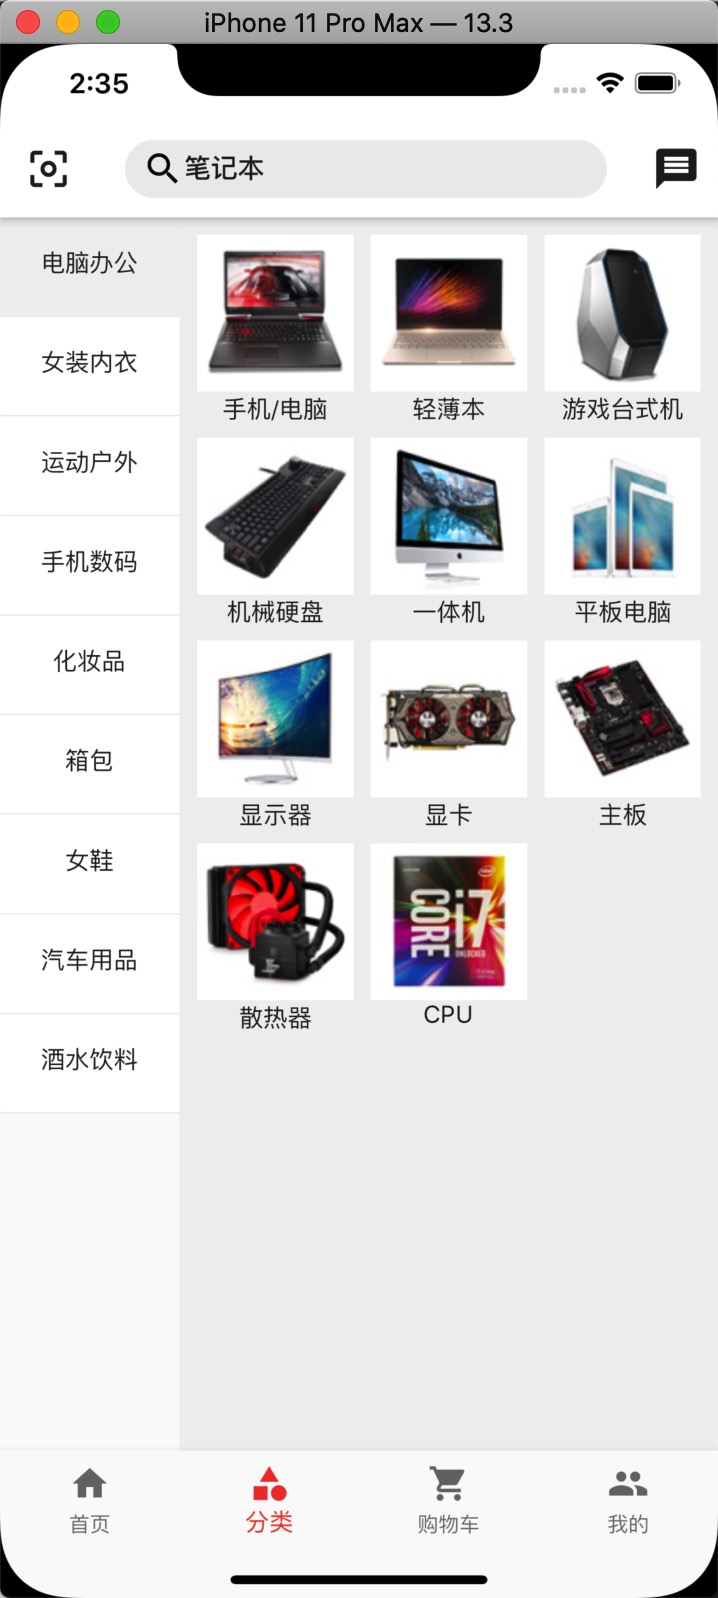 iPhone 11 Pro Max — 13.3
2:35
笔记本
电脑办公
女装内衣
运动户外
手机数码
化妆品
箱包
女鞋
汽车用品
酒水饮料
手机/电脑
轻薄本
游戏台式机
机械硬盘
一体机
平板电脑
显示器
显卡
主板
散热器
CPU
CORE i7
UNLOCKED
首页
分类
购物车
我的